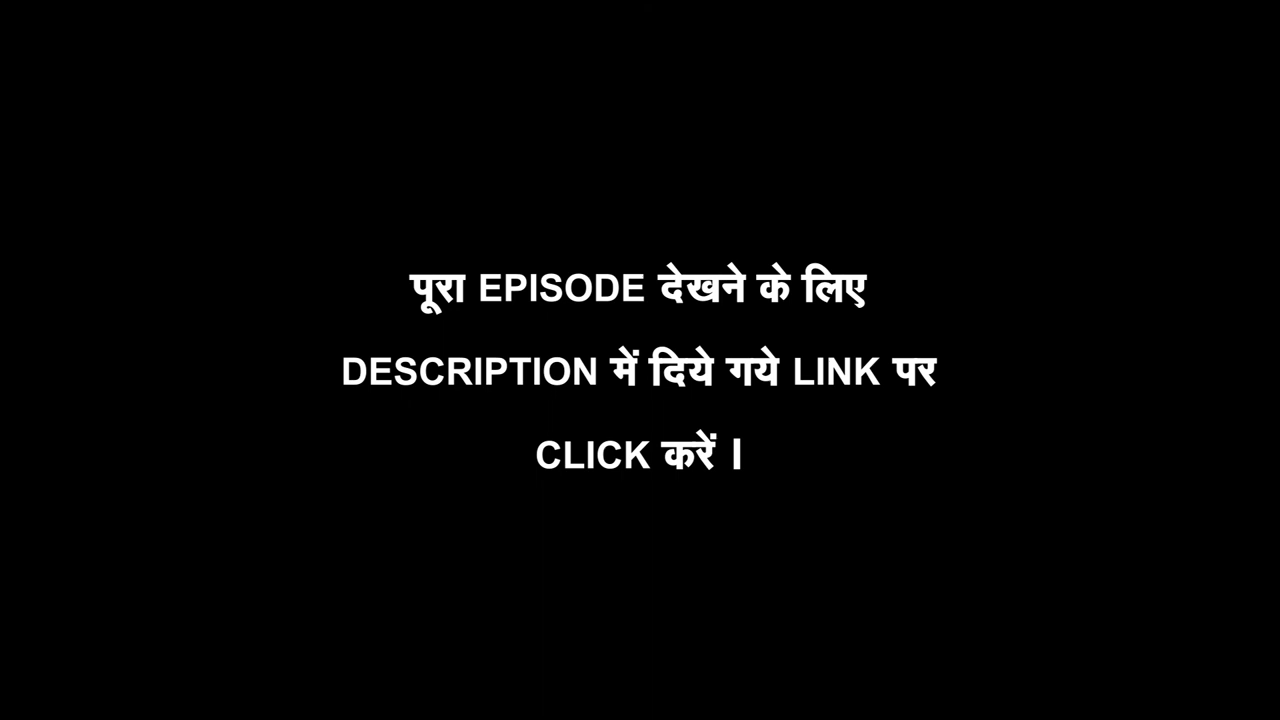 पूरा EPISODE देखने के लिए
DESCRIPTION में दिये गये LINK पर
CLICK करें ।